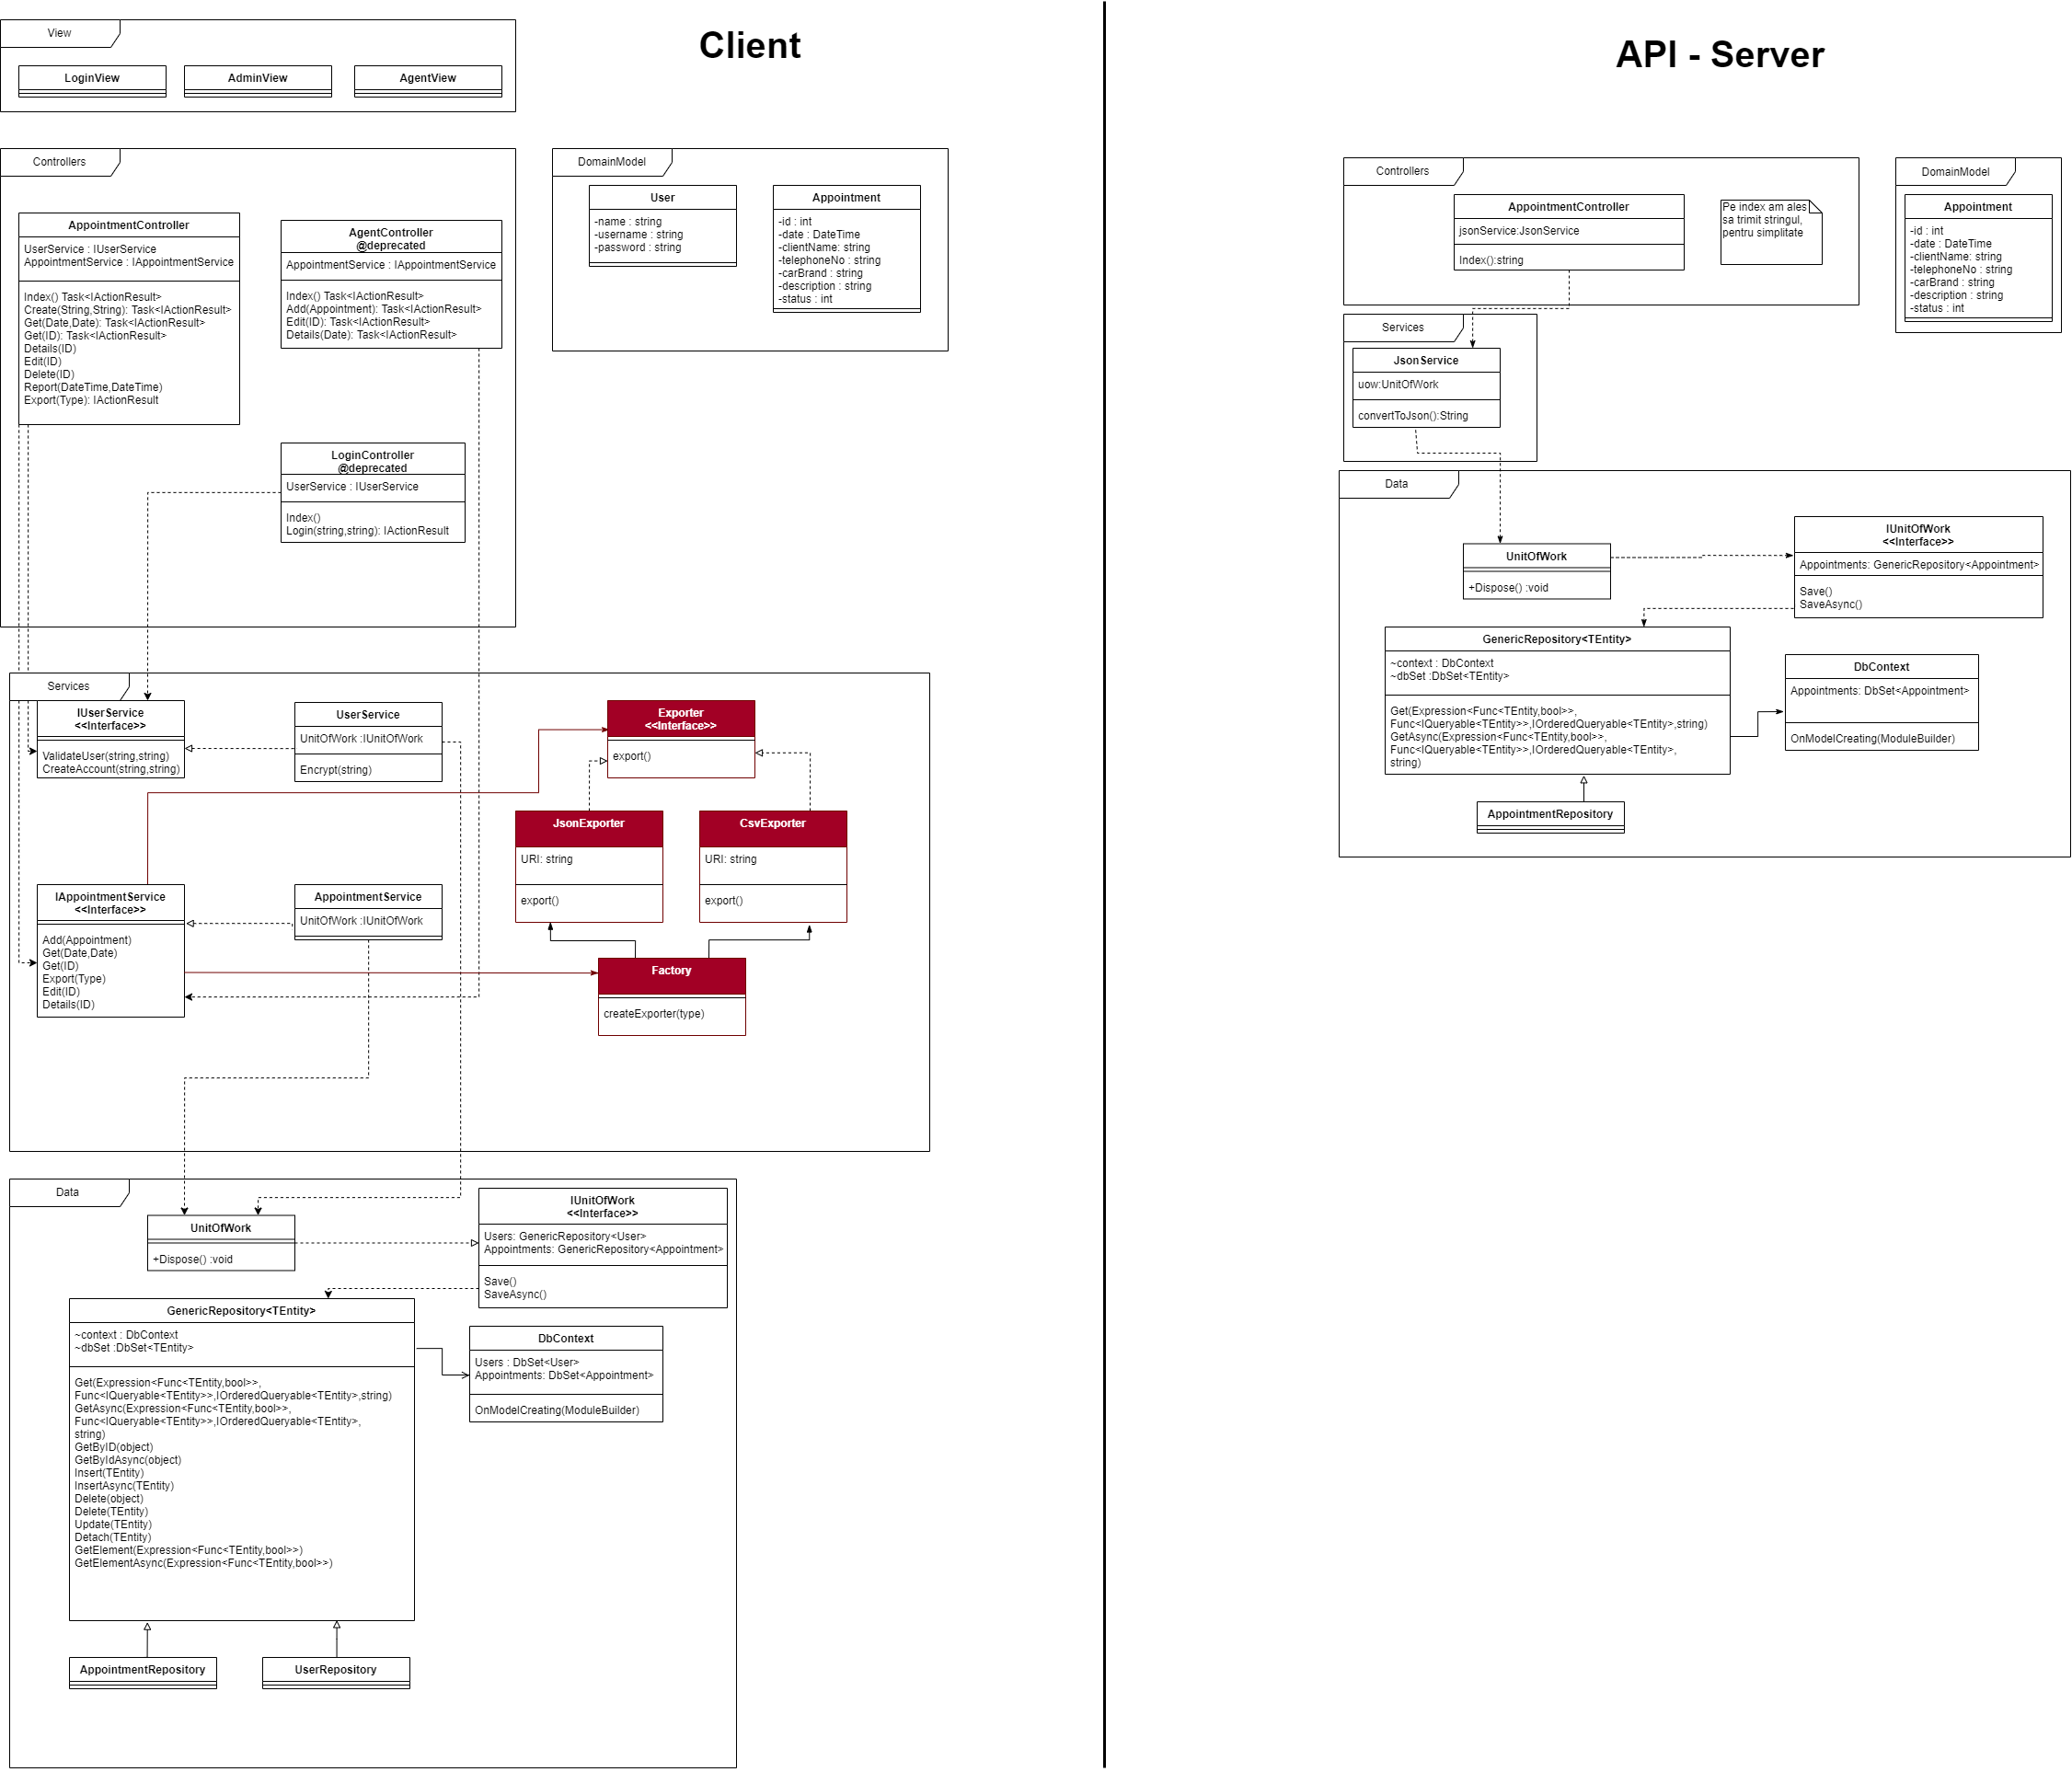 Client
View
LoginView
AdminView
AgentView
Controllers
AppointmentController
UserService : IUserService
AppointmentService : IAppointmentService
Index() Task<IActionResult>
Create(String,String): Task<IActionResult>
Get(Date,Date): Task<IActionResult>
Get(ID): Task<IActionResult>
Details(ID)
Edit(ID)
Delete(ID)
Report(DateTime,DateTime)
Export(Type): IActionResult
AgentController
@deprecated
AppointmentService : IAppointmentService
Index() Task<IActionResult>
Add(Appointment): Task<IActionResult>
Edit(ID): Task<IActionResult>
Details(Date): Task<IActionResult>
LoginController
@deprecated
UserService : IUserService
Index()
Login(string,string): IActionResult
DomainModel
User
-name : string
-username : string
-password : string
Appointment
-id : int
-date : DateTime
-clientName: string
-telephoneNo : string
-carBrand : string
-description : string
-status : int
Services
IUserService
<<Interface>>
ValidateUser(string,string)
CreateAccount(string,string)
UserService
UnitOfWork :IUnitOfWork
Encrypt(string)
Exporter
<<Interface>>
export()
JsonExporter
URI: string
export()
CsvExporter
URI: string
export()
IAppointmentService
<<Interface>>
Add(Appointment)
Get(Date,Date)
Get(ID)
Export(Type)
Edit(ID)
Details(ID)
AppointmentService
UnitOfWork :IUnitOfWork
Factory
createExporter(type)
Data
UnitOfWork
+Dispose() :void
IUnitOfWork
<<Interface>>
Users: GenericRepository<User>
Appointments: GenericRepository<Appointment>
Save()
SaveAsync()
GenericRepository<TEntity>
~context : DbContext
~dbSet :DbSet<TEntity>
Get(Expression<Func<TEntity,bool>>,
Func<IQueryable<TEntity>>,IOrderedQueryable<TEntity>,string)
GetAsync(Expression<Func<TEntity,bool>>,
Func<IQueryable<TEntity>>,IOrderedQueryable<TEntity>,
string)
GetByID(object)
GetByIdAsync(object)
Insert(TEntity)
InsertAsync(TEntity)
Delete(object)
Delete(TEntity)
Update(TEntity)
Detach(TEntity)
GetElement(Expression<Func<TEntity,bool>>)
GetElementAsync(Expression<Func<TEntity,bool>>)
DbContext
Users : DbSet<User>
Appointments: DbSet<Appointment>
OnModelCreating(ModuleBuilder)
AppointmentRepository
UserRepository
API - Server
Controllers
AppointmentController
jsonService:JsonService
Index():string
Pe index am ales
sa trimit stringul,
pentru simplitate
DomainModel
Appointment
-id : int
-date : DateTime
-clientName: string
-telephoneNo : string
-carBrand : string
-description : string
-status : int
Services
JsonService
uow:UnitOfWork
convertToJson():String
Data
UnitOfWork
+Dispose() :void
IUnitOfWork
<<Interface>>
Appointments: GenericRepository<Appointment>
Save()
SaveAsync()
GenericRepository<TEntity>
~context : DbContext
~dbSet :DbSet<TEntity>
Get(Expression<Func<TEntity,bool>>,
Func<IQueryable<TEntity>>,IOrderedQueryable<TEntity>,string)
GetAsync(Expression<Func<TEntity,bool>>,
Func<IQueryable<TEntity>>,IOrderedQueryable<TEntity>,
string)
DbContext
Appointments: DbSet<Appointment>
OnModelCreating(ModuleBuilder)
AppointmentRepository